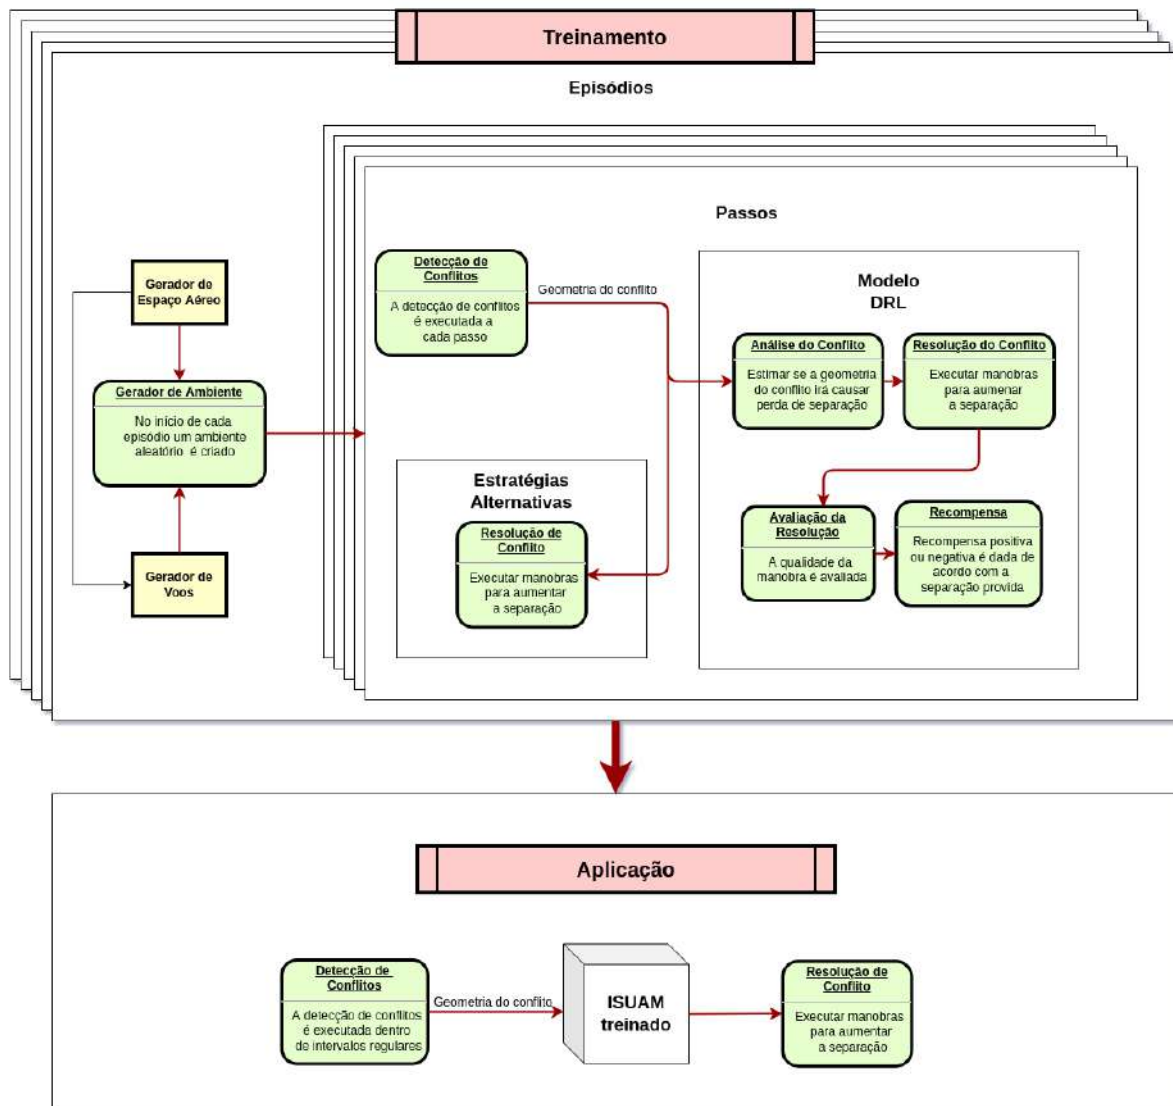 Treinamento
Episódios
Passos
Gerador de
Espaço Aéreo
Gerador de Ambiente
No início de cada
episódio um ambiente
aleatório é criado
Gerador de
Voos
Detecção de
Conflitos
A detecção de conflitos
é executada a
cada passo
Geometria do conflito
Estratégias
Alternativas
Resolução de
Conflito
Executar manobras
para aumentar
a separação
Modelo
DRL
Análise do Conflito
Estimar se a geometria
do conflito irá causar
perda de separação
Resolução do Conflito
Executar manobras
para aumenar
a separação
Avaliação da
Resolução
A qualidade da
manobra é avaliada
Recompensa
Recompensa positiva
ou negativa é dada de
acordo com a
separação provida
Aplicação
Detecção de
Conflitos
A detecção de conflitos
é executada dentro
de intervalos regulares
Geometria do conflito
ISUAM
treinado
Resolução de
Conflito
Executar manobras
para aumentar
a separação